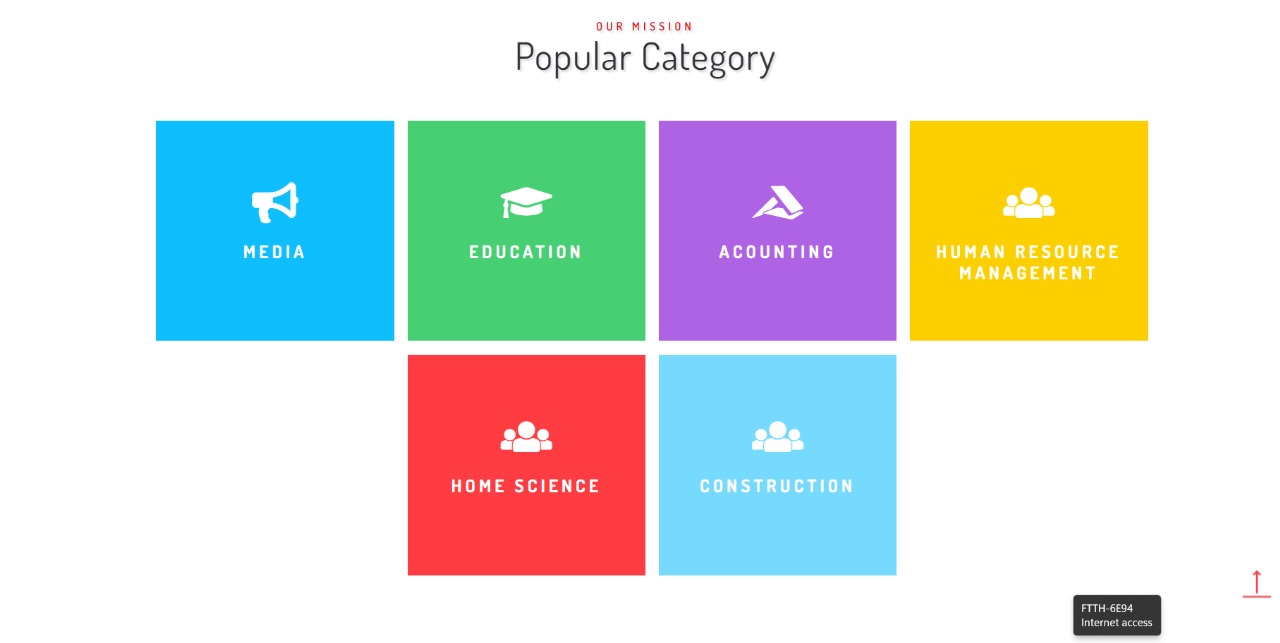 OUR MISSION
Popular Category
MEDIA
EDUCATION
ACOUNTING
HUMAN RESOURCE
MANAGEMENT
HOME SCIENCE
CONSTRUCTION
FTTH-6E94
Internet access